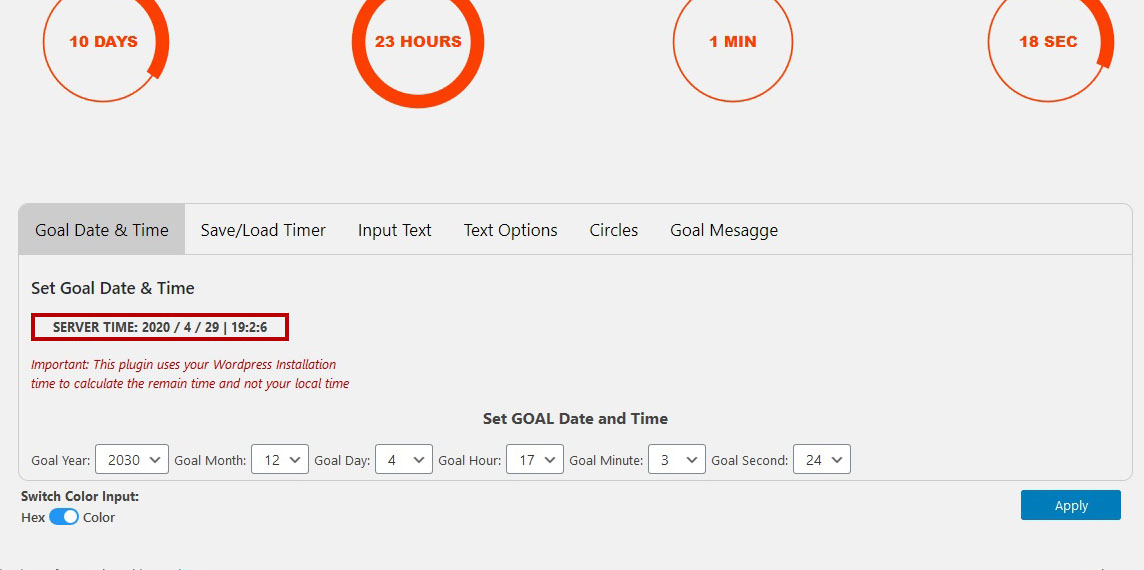 10 DAYS 23 HOURS 1 MIN 18 SEC
Goal Date & Time Save/Load Timer Input Text Text Options Circles Goal Mesagge
Set Goal Date & Time
SERVER TIME: 2020 / 4 / 29 | 19:2:6
Important: This plugin uses your Wordpress Installation
time to calculate the remain time and not your local time
Set GOAL Date and Time
Goal Year: 2030 Goal Month: 12 Goal Day: 4 Goal Hour: 17 Goal Minute: 3 Goal Second: 24
Switch Color Input:
Hex Color
Apply